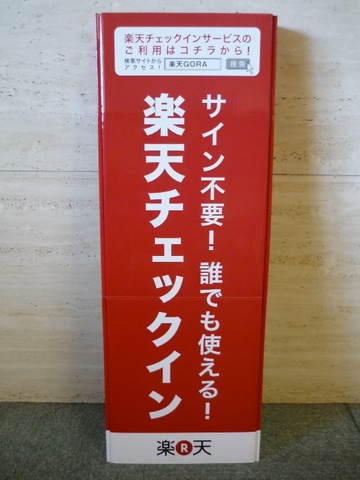 楽天チェックインサービスの
ご利用はコチラから!
検索サイトから
アクセス!
楽天GORA
検索
サイン不要!誰でも使える!
楽天チェックイン
楽R天